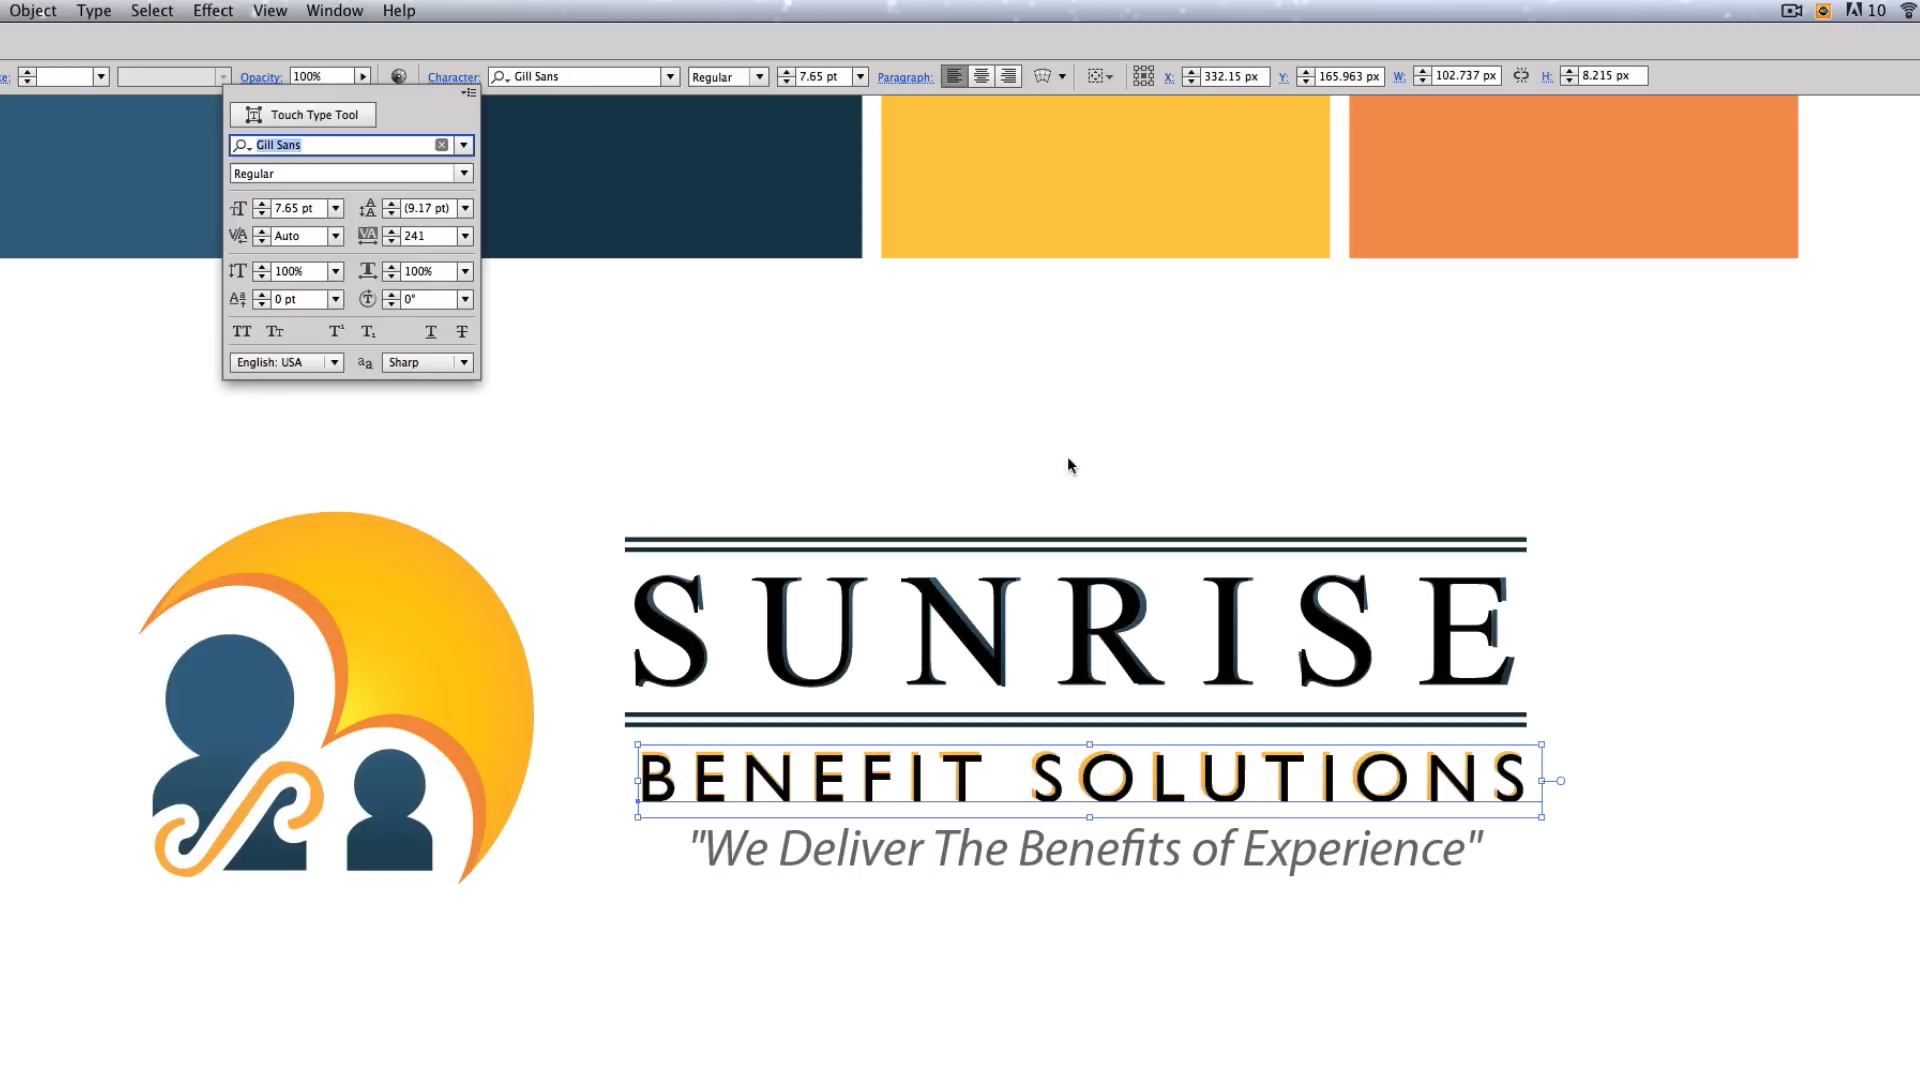 Object Type Select Effect View Window Help 10
Opacity: 100% Character: Gill Sans Regular 7.65 pt Paragraph: X: 332.15 px Y: 165.963 px W: 102.737 px H: 8.215 px
Touch Type Tool
Gill Sans
Regular
7.65 pt (9.17 pt)
Auto 241
100% 100%
0 pt 0°
English: USA Sharp
SUNRISE
BENEFIT SOLUTIONS
"We Deliver The Benefits of Experience"